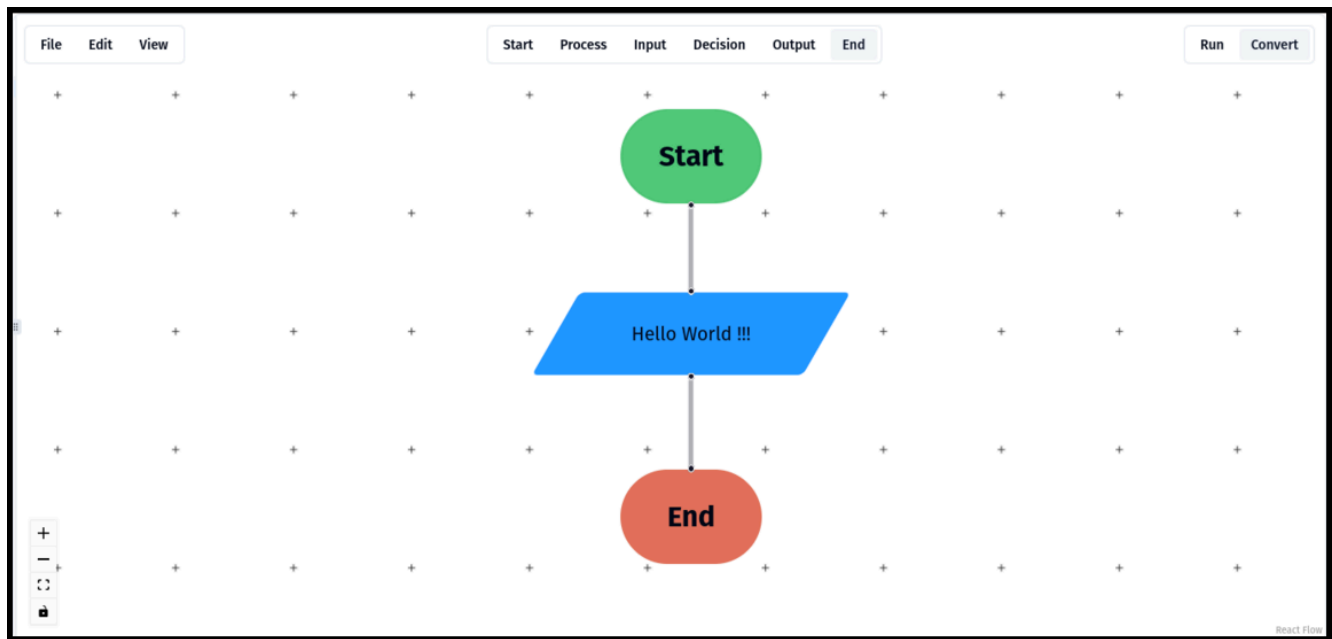 File Edit View
Start Process Input Decision Output End
Run Convert
Start
Hello World !!!
End
React Flow